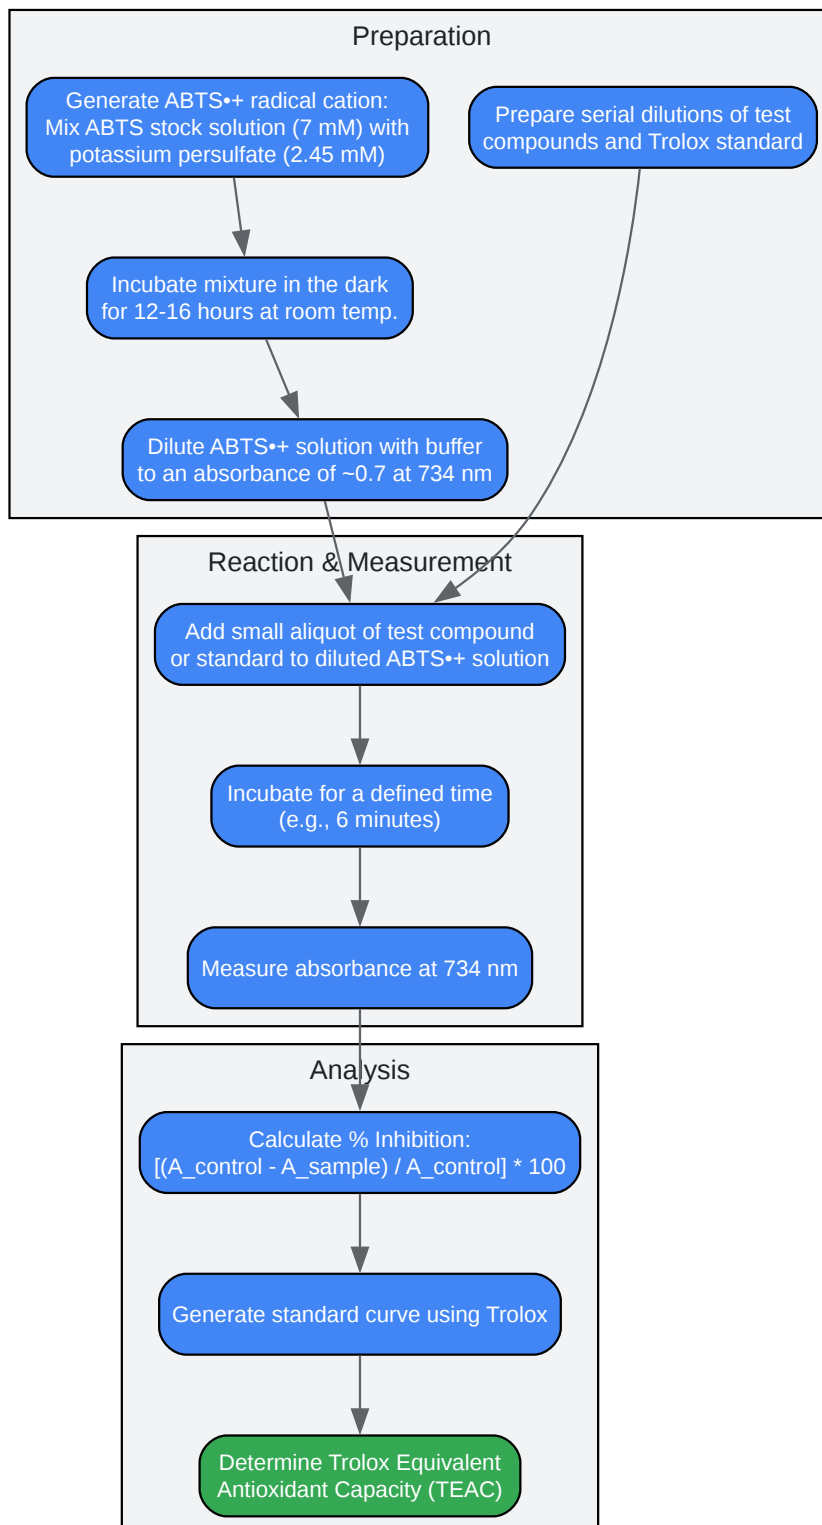 Preparation
Generate ABTS•+ radical cation:
Mix ABTS stock solution (7 mM) with
potassium persulfate (2.45 mM)
Prepare serial dilutions of test
compounds and Trolox standard
Incubate mixture in the dark
for 12-16 hours at room temp.
Dilute ABTS•+ solution with buffer
to an absorbance of ~0.7 at 734 nm
Reaction & Measurement
Add small aliquot of test compound
or standard to diluted ABTS•+ solution
Incubate for a defined time
(e.g., 6 minutes)
Measure absorbance at 734 nm
Analysis
Calculate % Inhibition:
[(A_control - A_sample) / A_control] * 100
Generate standard curve using Trolox
Determine Trolox Equivalent
Antioxidant Capacity (TEAC)